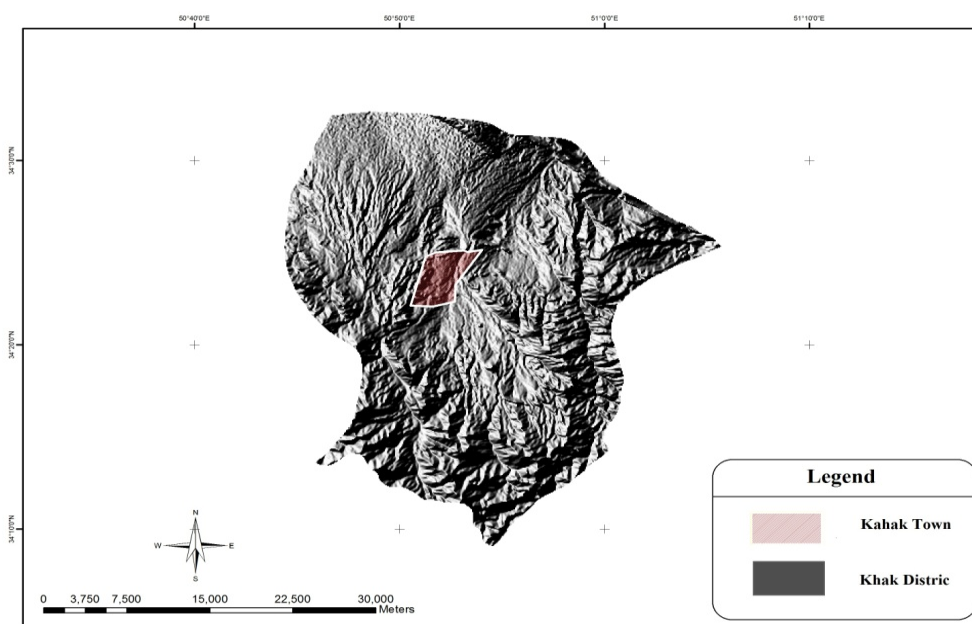 50°40'0"E 50°50'0"E 51°0'0"E 51°10'0"E
34°30'0"N
34°20'0"N
34°10'0"N
N
W E
S
0 3,750 7,500 15,000 22,500 30,000
Meters
Legend
Kahak Town
Khak Distric